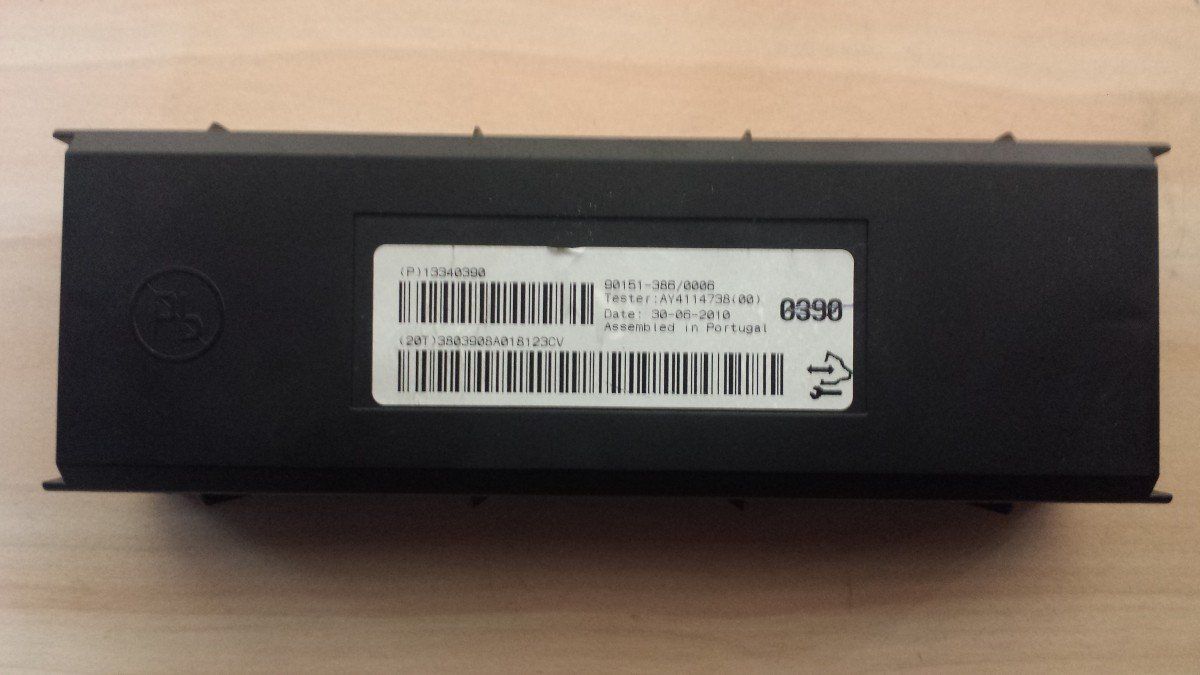 (P)13340390
90151-386/0006
Tester:AY4114738(00)
Date: 30-06-2010
Assembled in Portugal
0390
(20T)3803908A018123CV